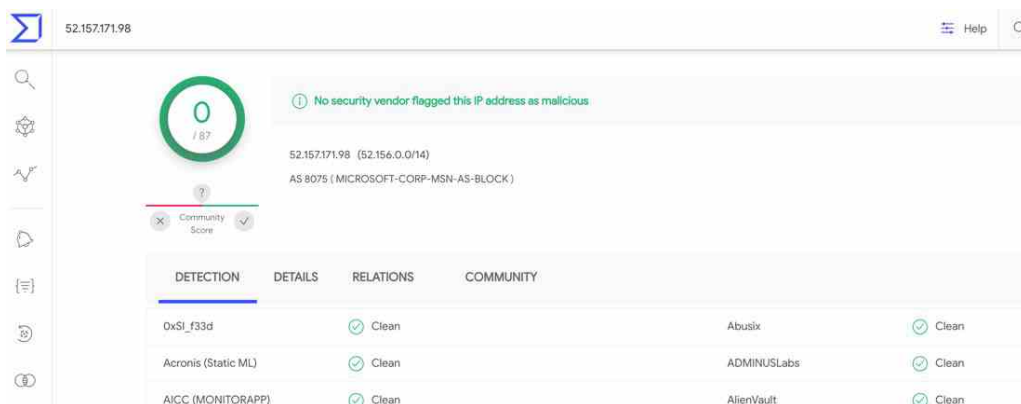 52.157.171.98
Help
0
/ 87
No security vendor flagged this IP address as malicious
52.157.171.98 (52.156.0.0/14)
AS 8075 ( MICROSOFT-CORP-MSN-AS-BLOCK )
?
Community
Score
DETECTION DETAILS RELATIONS COMMUNITY
0xSI_f33d Clean Abusix Clean
Acronis (Static ML) Clean ADMINUSLabs Clean
AICC (MONITORAPP) Clean AlienVault Clean